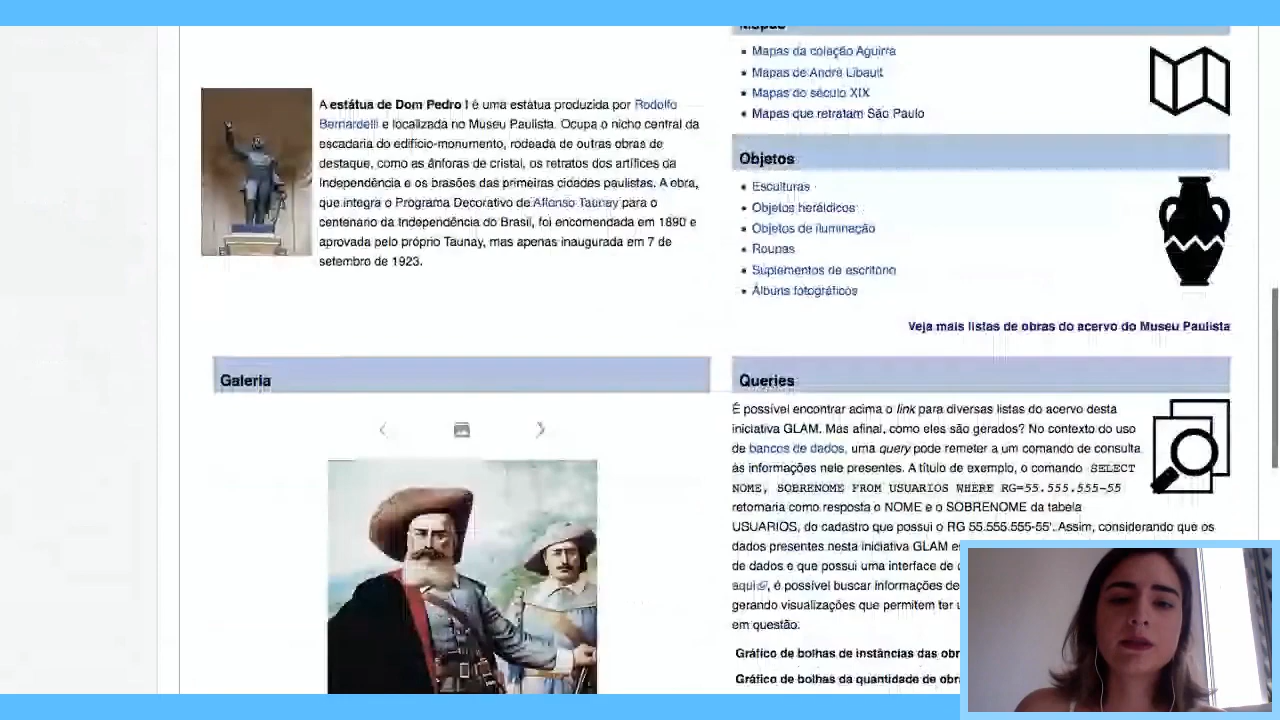 Mapas
Mapas da coleção Aguirra
Mapas de André Libault
Mapas do século XIX
Mapas que retratam São Paulo
A estátua de Dom Pedro I é uma estátua produzida por Rodolfo
Bernardelli e localizada no Museu Paulista. Ocupa o nicho central da
escadaria do edifício-monumento, rodeada de outras obras de
destaque, como as ânforas de cristal, os retratos dos artífices da
Independência e os brasões das primeiras cidades paulistas. A obra,
que integra o Programa Decorativo de Affonso Taunay para o
centenário da Independência do Brasil, foi encomendada em 1890 e
aprovada pelo próprio Taunay, mas apenas inaugurada em 7 de
setembro de 1923.
Objetos
Esculturas
Objetos heráldicos
Objetos de iluminação
Roupas
Suplementos de escritório
Álbuns fotográficos
Veja mais listas de obras do acervo do Museu Paulista
Galeria
Queries
É possível encontrar acima o link para diversas listas do acervo desta
iniciativa GLAM. Mas afinal, como eles são gerados? No contexto do uso
de bancos de dados, uma query pode remeter a um comando de consulta
às informações nele presentes. A título de exemplo, o comando SELECT
NOME, SOBRENOME FROM USUARIOS WHERE RG=55.555.555-55
retornaria como resposta o NOME e o SOBRENOME da tabela
USUARIOS, do cadastro que possui o RG 55.555.555-55'. Assim, considerando que os
dados presentes nesta iniciativa GLAM
de dados e que possui uma interface de
aqui, é possível buscar informações de
gerando visualizações que permitem ter
em questão:
Gráfico de bolhas de instâncias das
Gráfico de bolhas da quantidade de